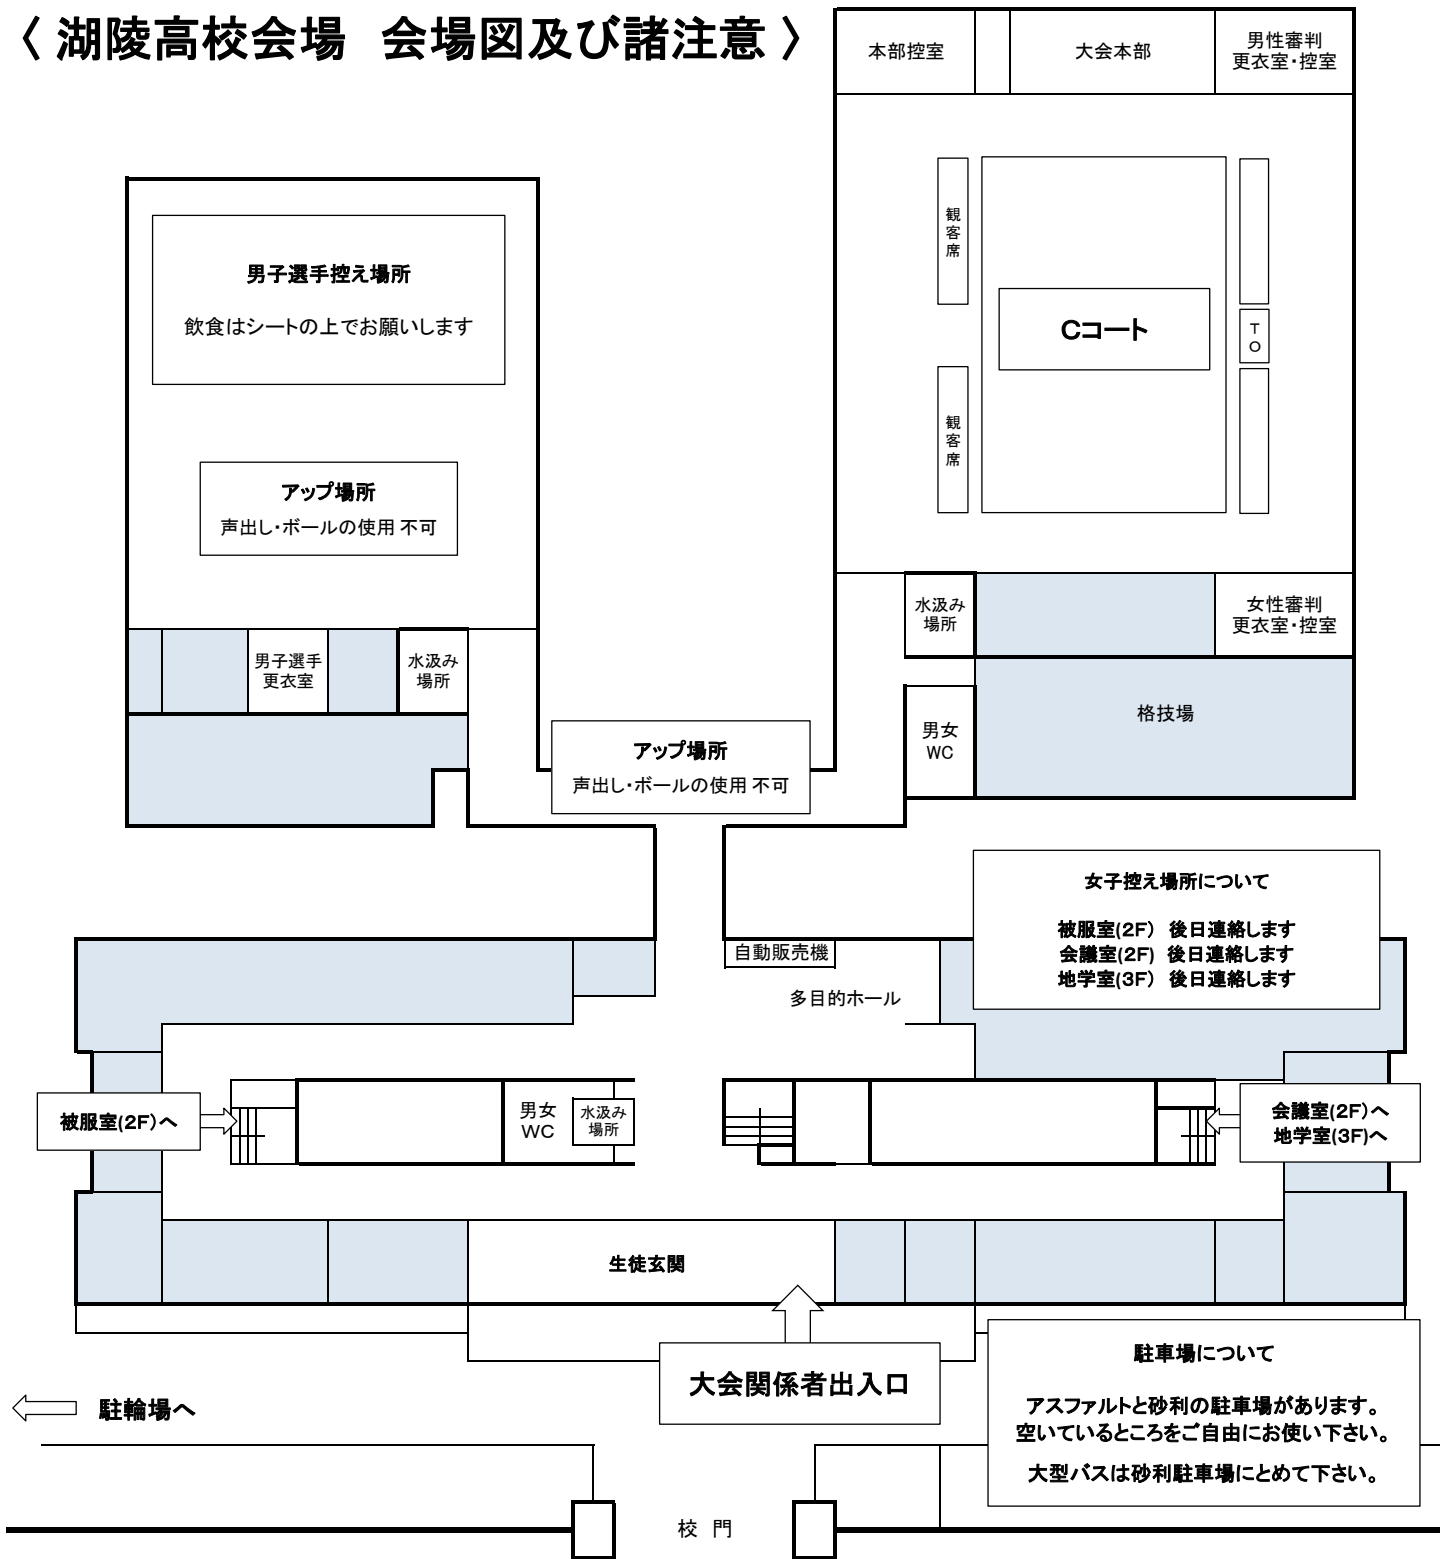 〈 湖陵高校会場　会場図及び諸注意 〉
本部控室
大会本部
男性審判
更衣室・控室
観客席
Cコート
TO
観客席
男子選手控え場所
飲食はシートの上でお願いします
アップ場所
声出し・ボールの使用 不可
水汲み
場所
女性審判
更衣室・控室
男子選手
更衣室
水汲み
場所
格技場
男女
WC
アップ場所
声出し・ボールの使用 不可
女子控え場所について
被服室(2F)　後日連絡します
会議室(2F)　後日連絡します
地学室(3F)　後日連絡します
自動販売機
多目的ホール
被服室(2F)へ
男女
WC
水汲み
場所
会議室(2F)へ
地学室(3F)へ
生徒玄関
大会関係者出入口
駐輪場へ
駐車場について
アスファルトと砂利の駐車場があります。
空いているところをご自由にお使い下さい。
大型バスは砂利駐車場にとめて下さい。
校　門